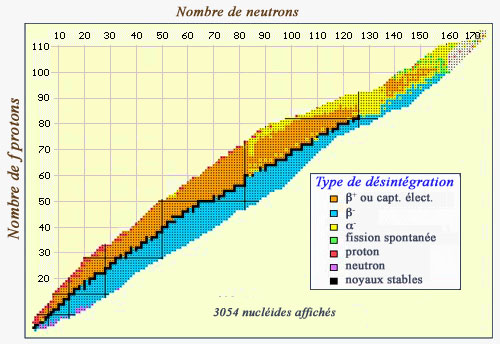 Nombre de neutrons
10 20 30 40 50 60 70 80 90 100 110 120 130 140 150 160 170
110
100
90
80
70
60
50
40
30
20
Nombre de f protons
Type de désintégration
β+ ou capt. élect.
β-
α-
fission spontanée
proton
neutron
noyaux stables
3054 nucléides affichés